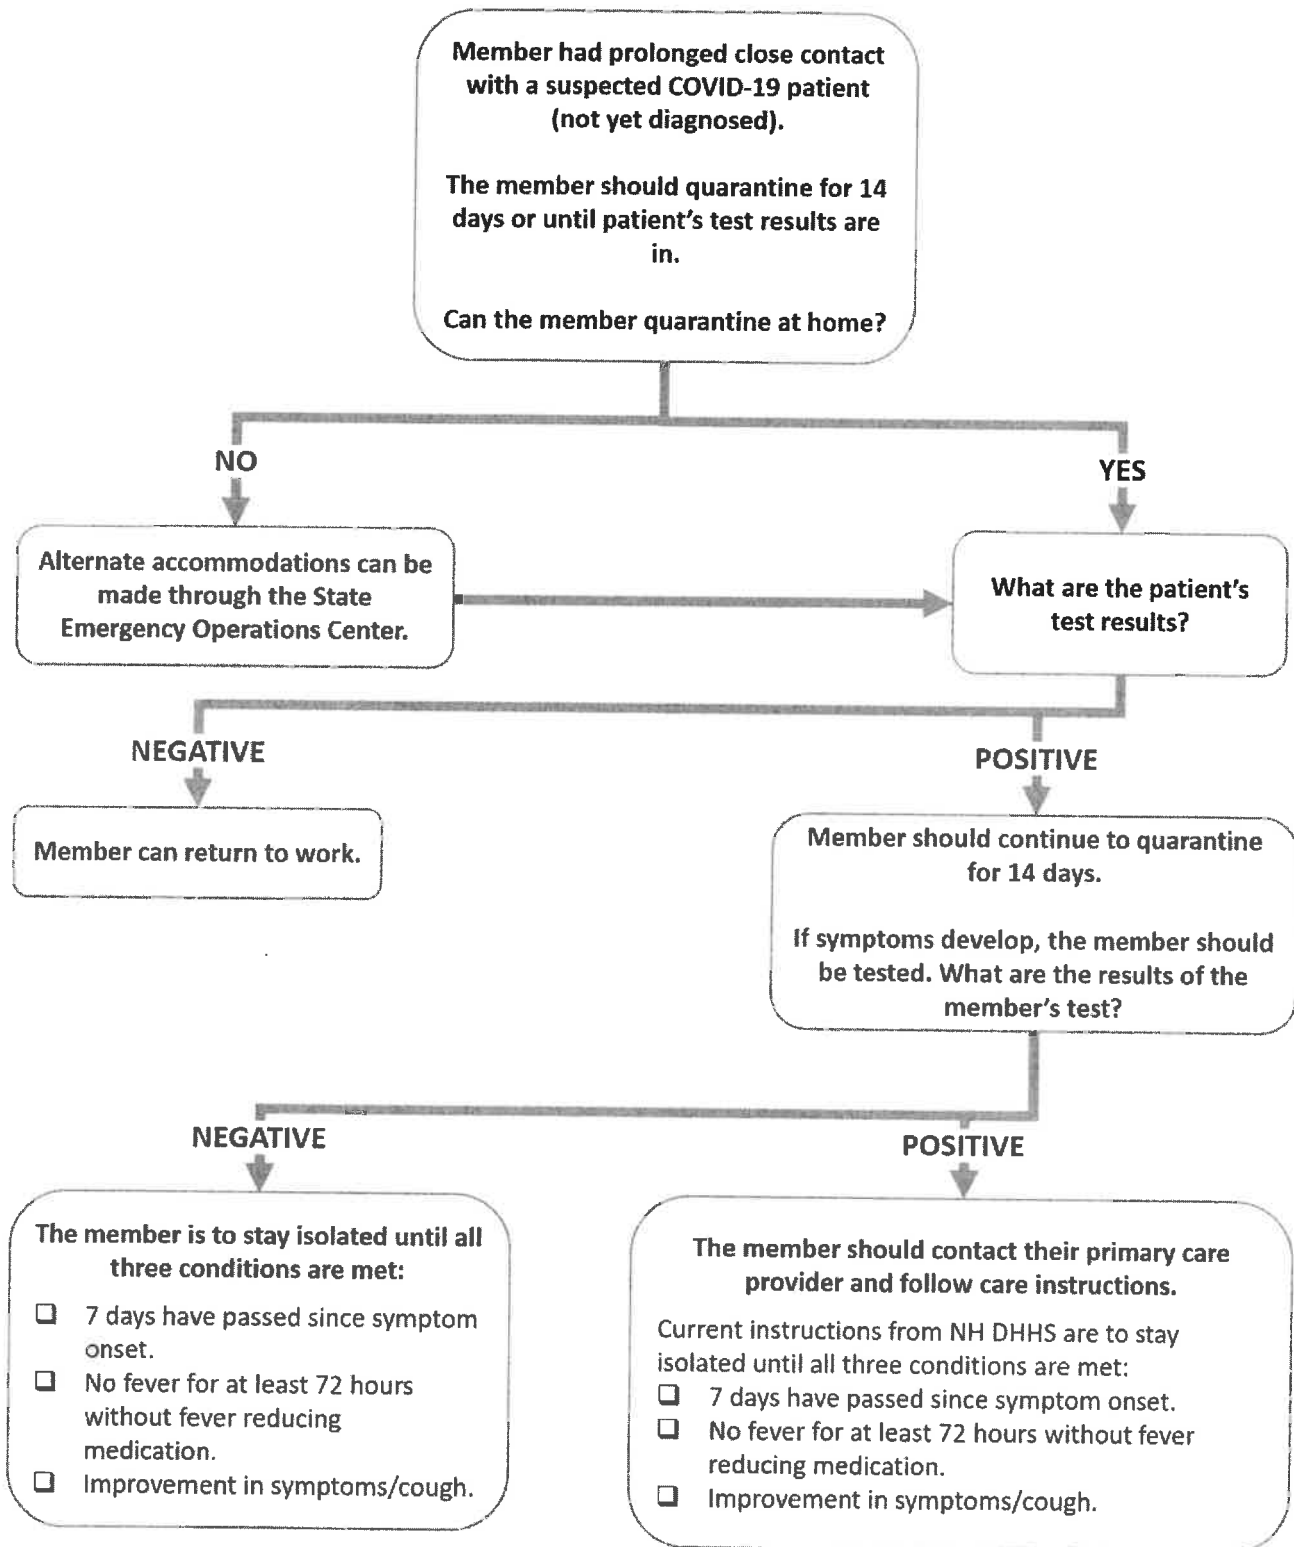 Member had prolonged close contact
with a suspected COVID-19 patient
(not yet diagnosed).
The member should quarantine for 14
days or until patient's test results are
in.
Can the member quarantine at home?
NO
YES
Alternate accommodations can be
made through the State
Emergency Operations Center.
What are the patient's
test results?
NEGATIVE
POSITIVE
Member can return to work.
Member should continue to quarantine
for 14 days.
If symptoms develop, the member should
be tested. What are the results of the
member's test?
NEGATIVE
POSITIVE
The member is to stay isolated until all
three conditions are met:
❑ 7 days have passed since symptom
onset.
❑ No fever for at least 72 hours
without fever reducing
medication.
❑ Improvement in symptoms/cough.
The member should contact their primary care
provider and follow care instructions.
Current instructions from NH DHHS are to stay
isolated until all three conditions are met:
❑ 7 days have passed since symptom onset.
❑ No fever for at least 72 hours without fever
reducing medication.
❑ Improvement in symptoms/cough.